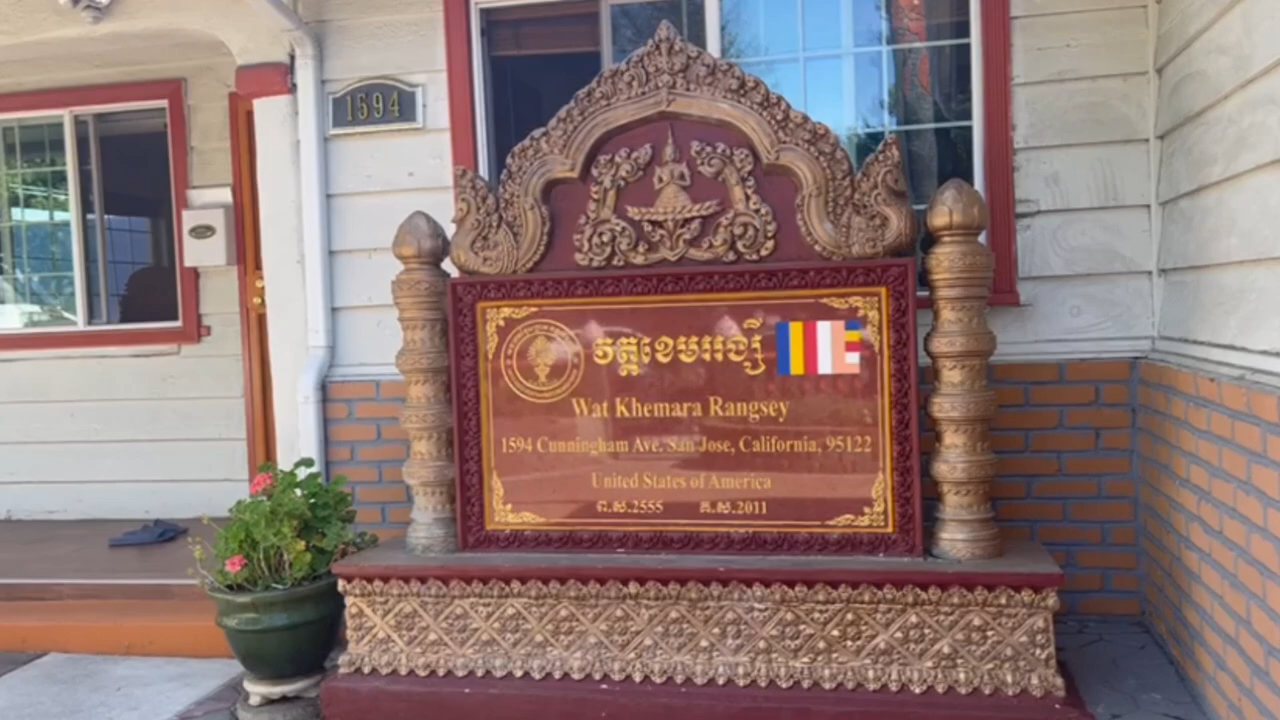 1594
វត្តខេមររង្សី
Wat Khemara Rangsey
1594 Cunningham Ave. San Jose, California, 95122
United States of America
ព.ស.2555 គ.ស.2011